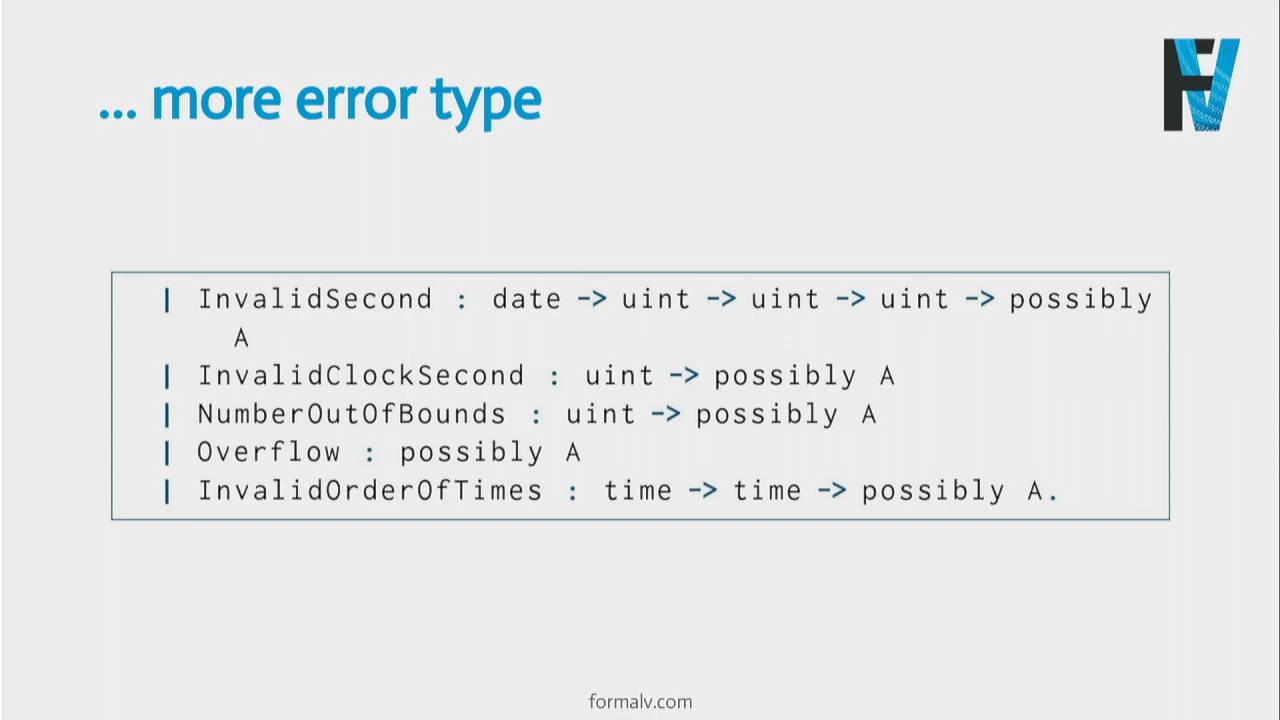 ... more error type
FV
| InvalidSecond : date -> uint -> uint -> uint -> possibly
A
| InvalidClockSecond : uint -> possibly A
| NumberOutOfBounds : uint -> possibly A
| Overflow : possibly A
| InvalidOrderOfTimes : time -> time -> possibly A.
formalv.com